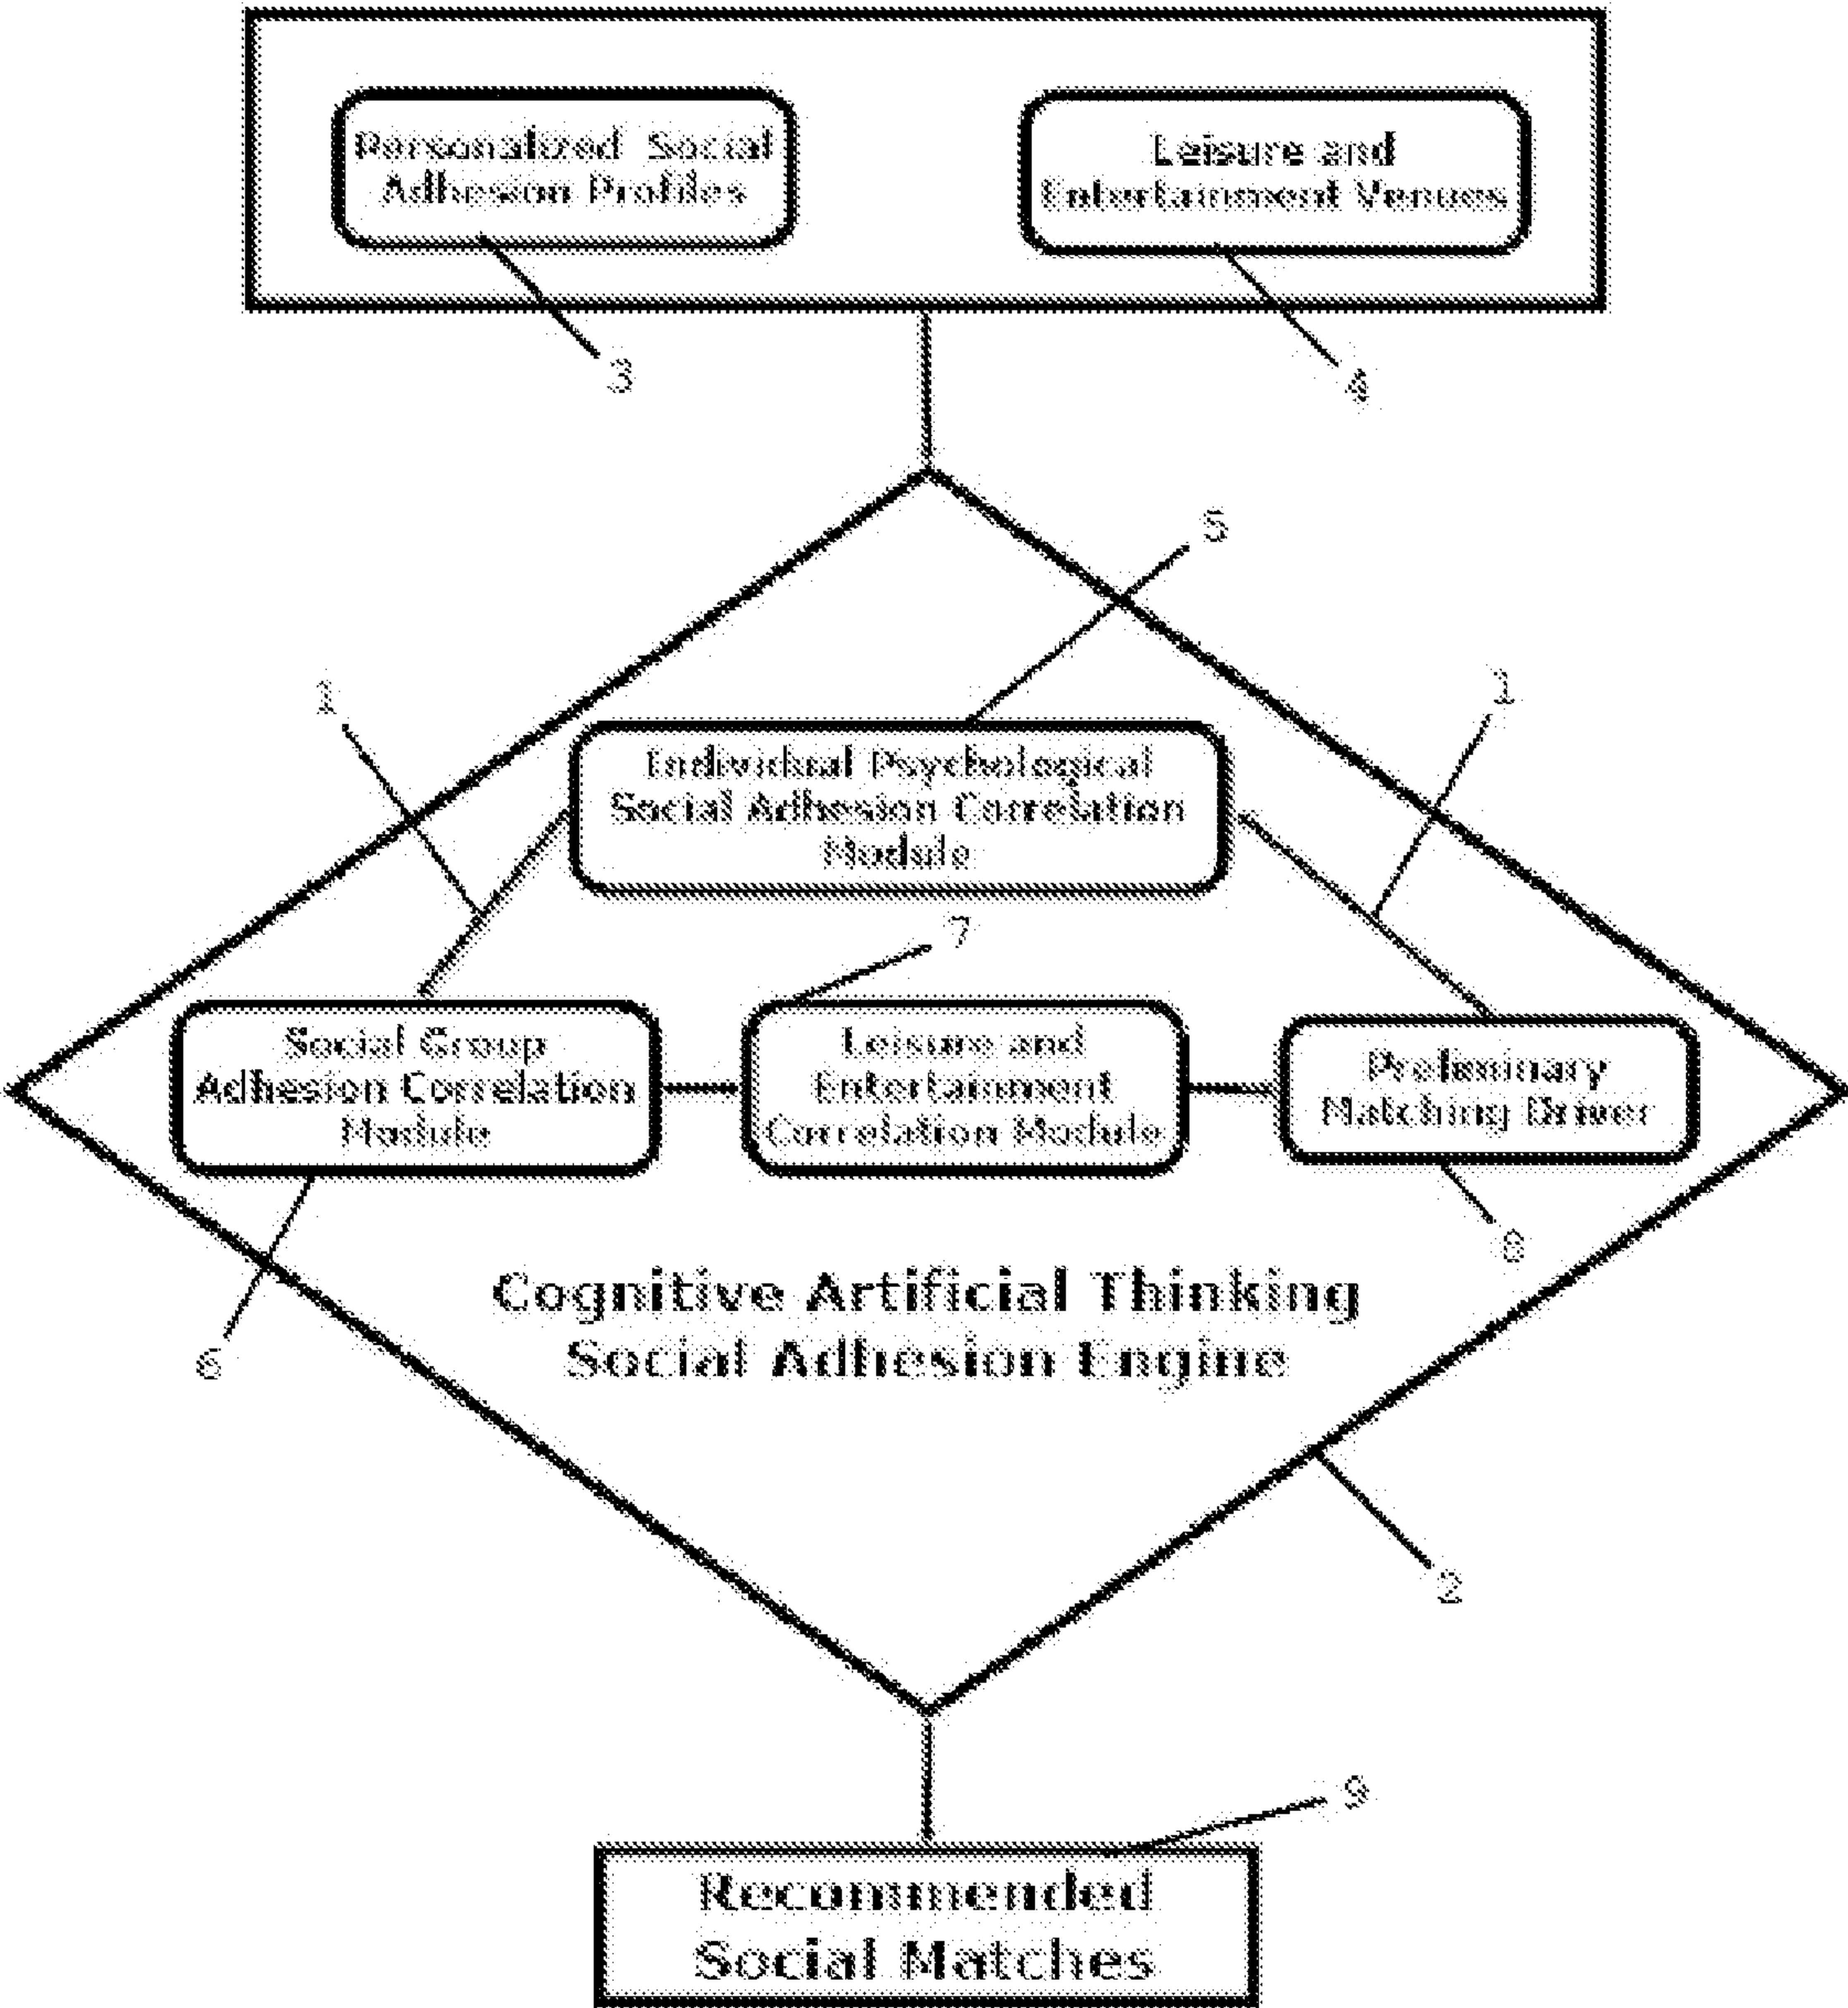 Personalized Social
Adhesion Profiles
Leisure and
Entertainment Venues
3
4
5
1
1
Individual Psychological
Social Adhesion Correlation
Module
7
Social Group
Adhesion Correlation
Module
Leisure and
Entertainment
Correlation Module
Preliminary
Matching Driver
8
6
Cognitive Artificial Thinking
Social Adhesion Engine
2
9
Recommended
Social Matches